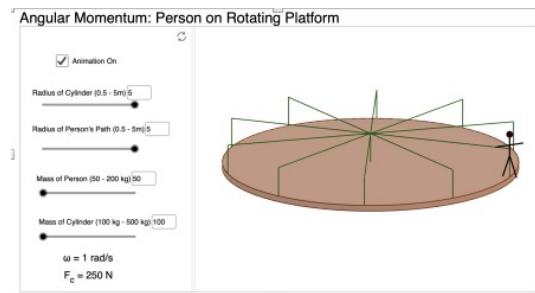 Angular Momentum: Person on Rotating Platform
Animation On
Radius of Cylinder (0.5 - 5m) 5
Radius of Person's Path (0.5 - 5m) 5
Mass of Person (50 - 200 kg) 50
Mass of Cylinder (100 kg - 500 kg) 100
ω = 1 rad/s
Fc = 250 N